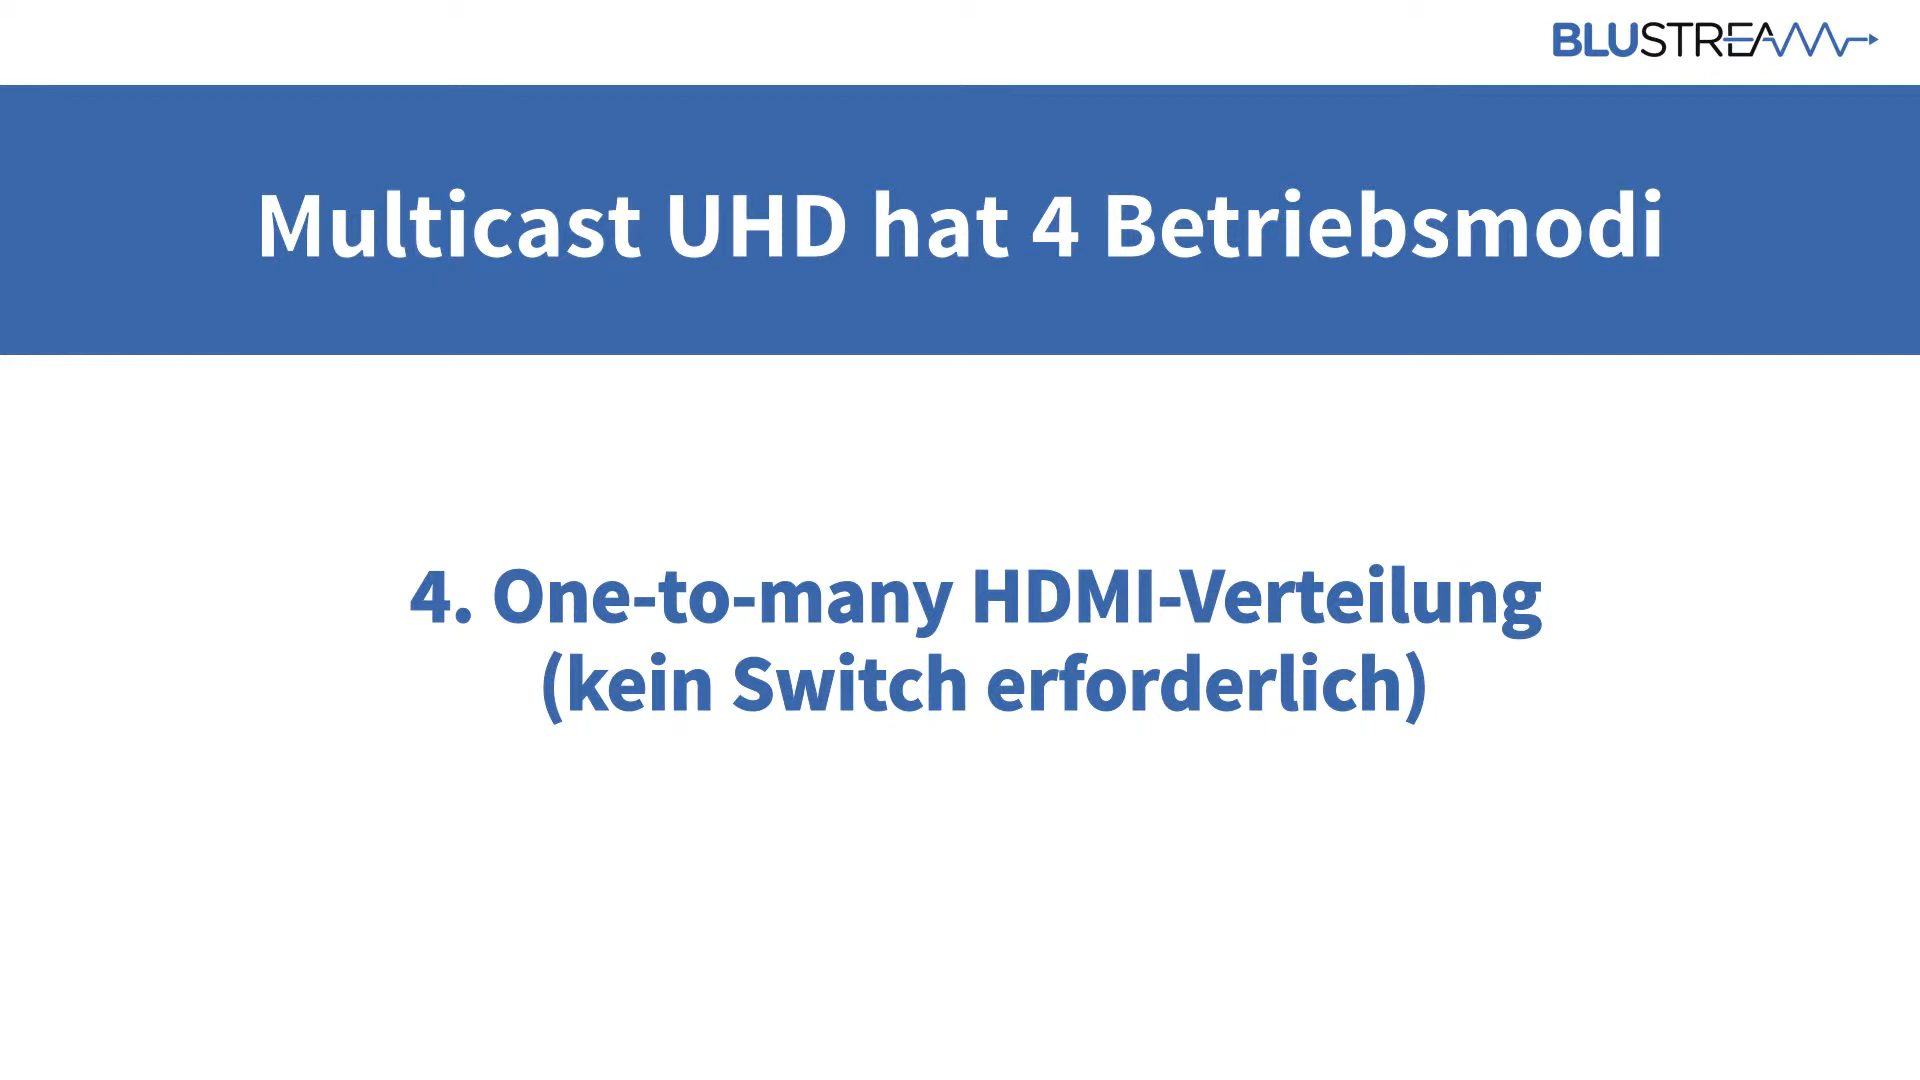 BLUSTREAM
Multicast UHD hat 4 Betriebsmodi
4. One-to-many HDMI-Verteilung
(kein Switch erforderlich)